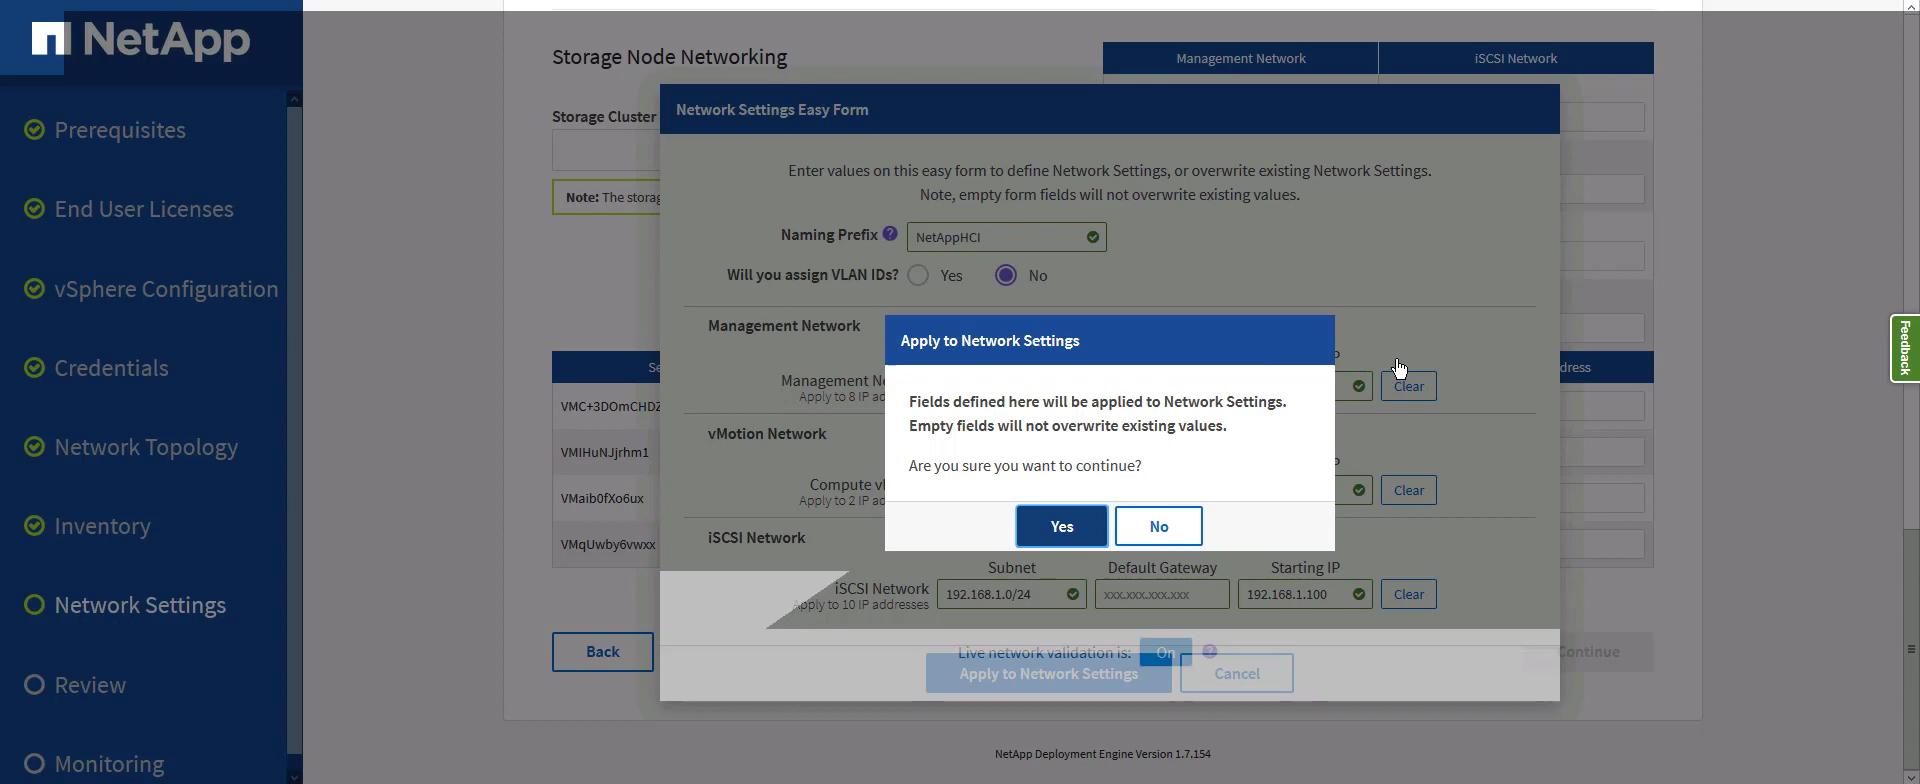 NetApp
Prerequisites
End User Licenses
vSphere Configuration
Credentials
Network Topology
Inventory
Network Settings
Review
Monitoring
Storage Node Networking
Management Network
iSCSI Network
Storage Cluster
Note: The storag
Network Settings Easy Form
Enter values on this easy form to define Network Settings, or overwrite existing Network Settings.
Note, empty form fields will not overwrite existing values.
Naming Prefix ?
NetAppHCI
Will you assign VLAN IDs?
Yes
No
Management Network
Management Ne
Apply to 8 IP ad
Clear
vMotion Network
Compute v
Apply to 2 IP ad
Clear
iSCSI Network
Subnet
Default Gateway
Starting IP
iSCSI Network
Apply to 10 IP addresses
192.168.1.0/24
xxx.xxx.xxx.xxx
192.168.1.100
Clear
Live network validation is:
On
?
Apply to Network Settings
Cancel
Apply to Network Settings
Fields defined here will be applied to Network Settings.
Empty fields will not overwrite existing values.
Are you sure you want to continue?
Yes
No
Se
dress
VMC+3DOmCHDZ
VMIHuNJjrhm1
VMaib0fXo6ux
VMqUwby6vwxx
Back
Continue
Feedback
NetApp Deployment Engine Version 1.7.154